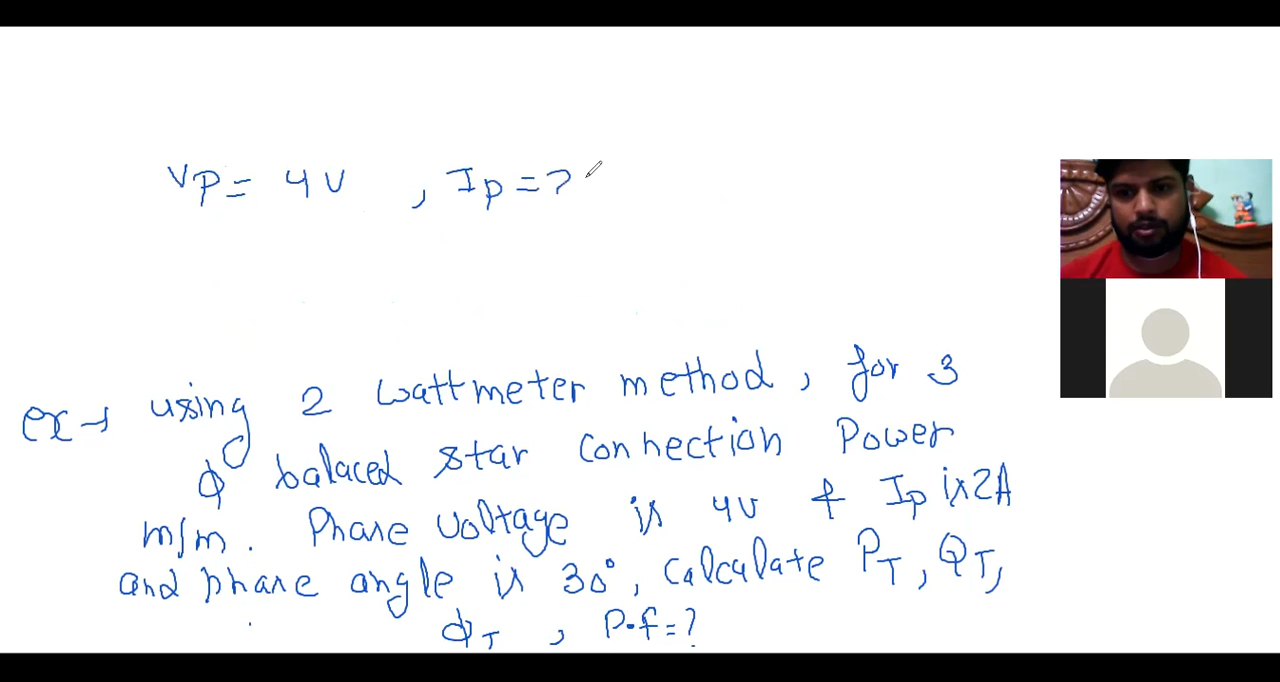 VP = 4V , Ip = ?
ex→ using 2 wattmeter method, for 3
ϕ balaced star connection Power
m/m. Phase voltage is 4V & Ip is 2A
and phase angle is 30°, calculate PT, QT,
ϕT , P.f = ?